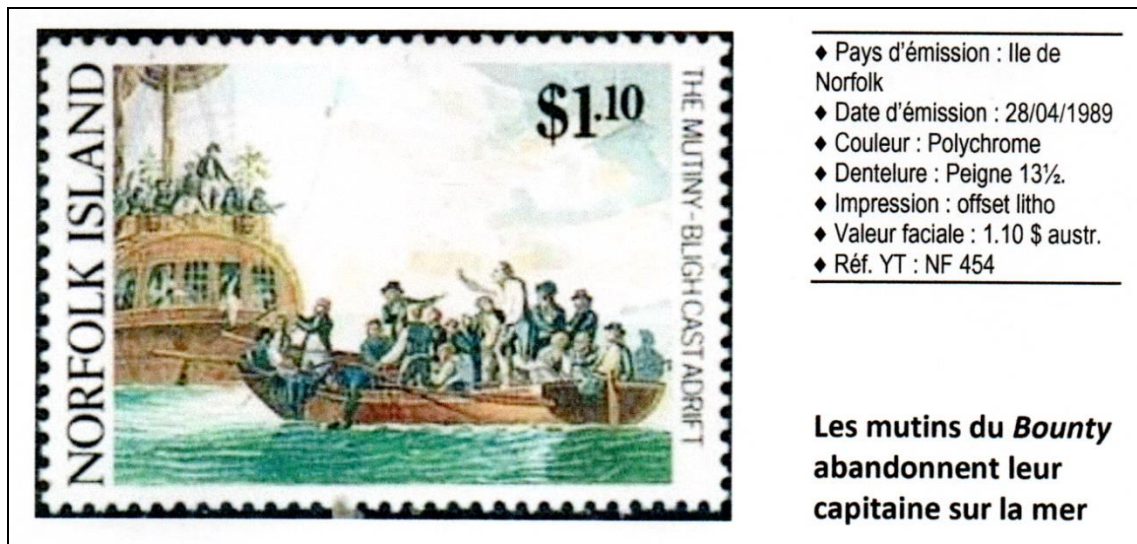 NORFOLK ISLAND
$1.10
THE MUTINY-BLIGH CAST ADRIFT
♦ Pays d'émission : Ile de
Norfolk
♦ Date d'émission : 28/04/1989
♦ Couleur : Polychrome
♦ Dentelure : Peigne 13½.
♦ Impression : offset litho
♦ Valeur faciale : 1.10 $ austr.
♦ Réf. YT : NF 454
Les mutins du Bounty
abandonnent leur
capitaine sur la mer